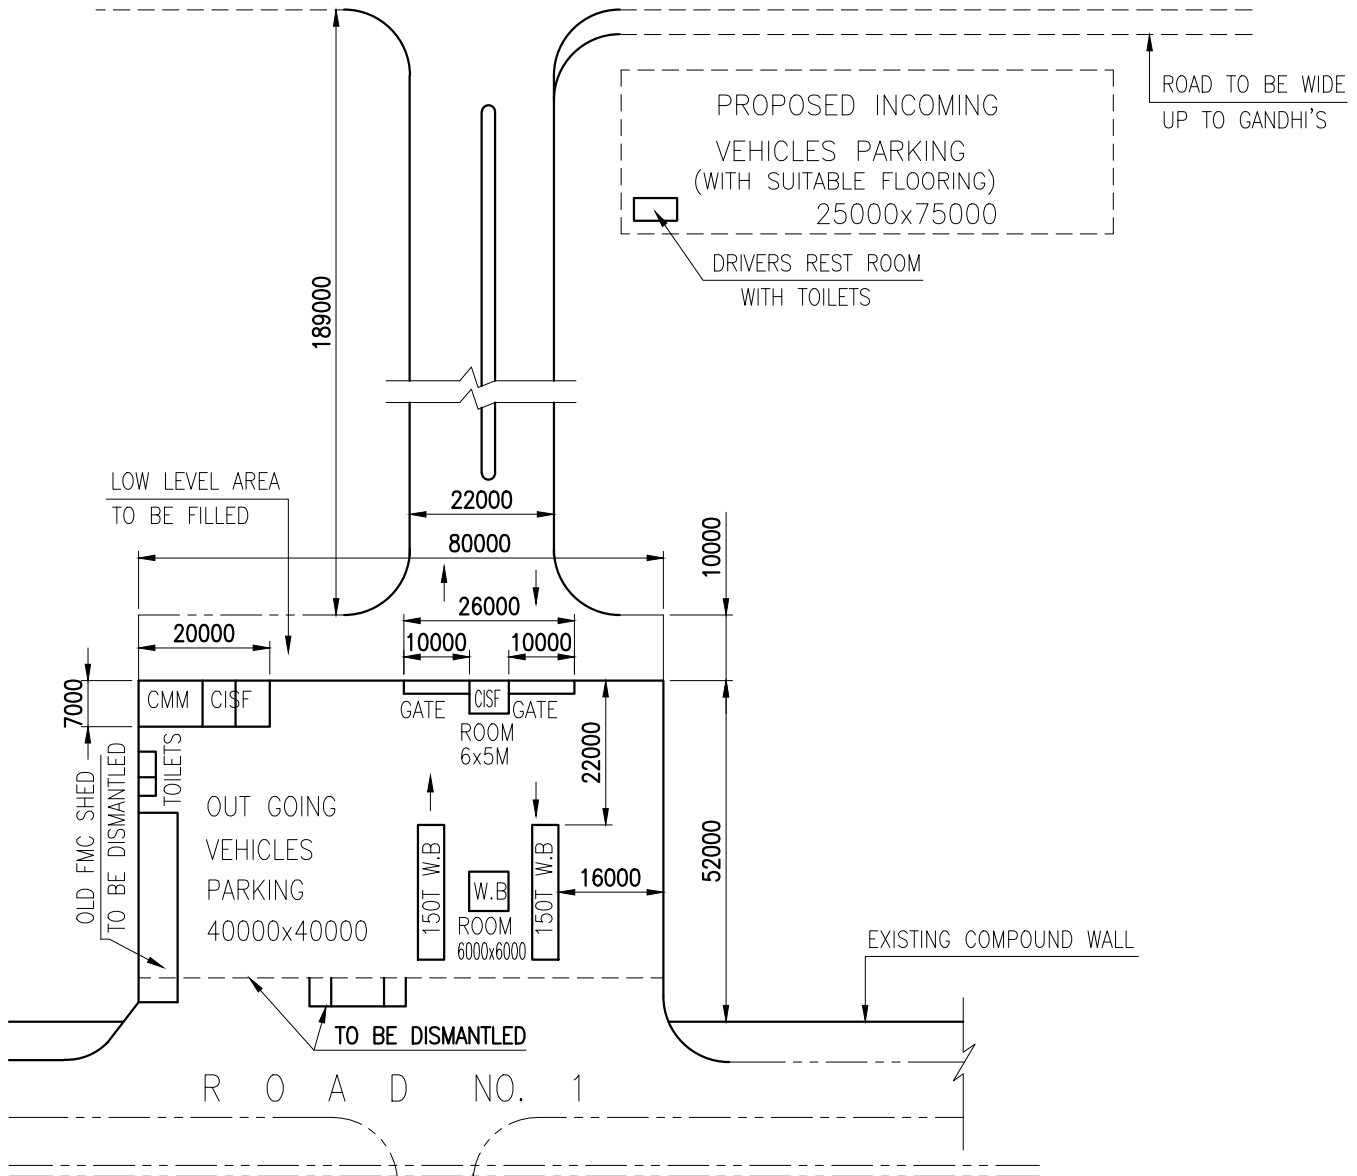 ROAD TO BE WIDE
UP TO GANDHI'S
PROPOSED INCOMING
VEHICLES PARKING
(WITH SUITABLE FLOORING)
25000x75000
DRIVERS REST ROOM
WITH TOILETS
189000
LOW LEVEL AREA
TO BE FILLED
22000
80000
10000
26000
20000
10000
10000
7000
CMM
CISF
CISF
GATE
GATE
ROOM
6x5M
22000
TOILETS
OLD FMC SHED
TO BE DISMANTLED
OUT GOING
VEHICLES
PARKING
40000x40000
150T W.B
W.B
ROOM
6000x6000
150T W.B
16000
52000
EXISTING COMPOUND WALL
TO BE DISMANTLED
ROAD NO. 1